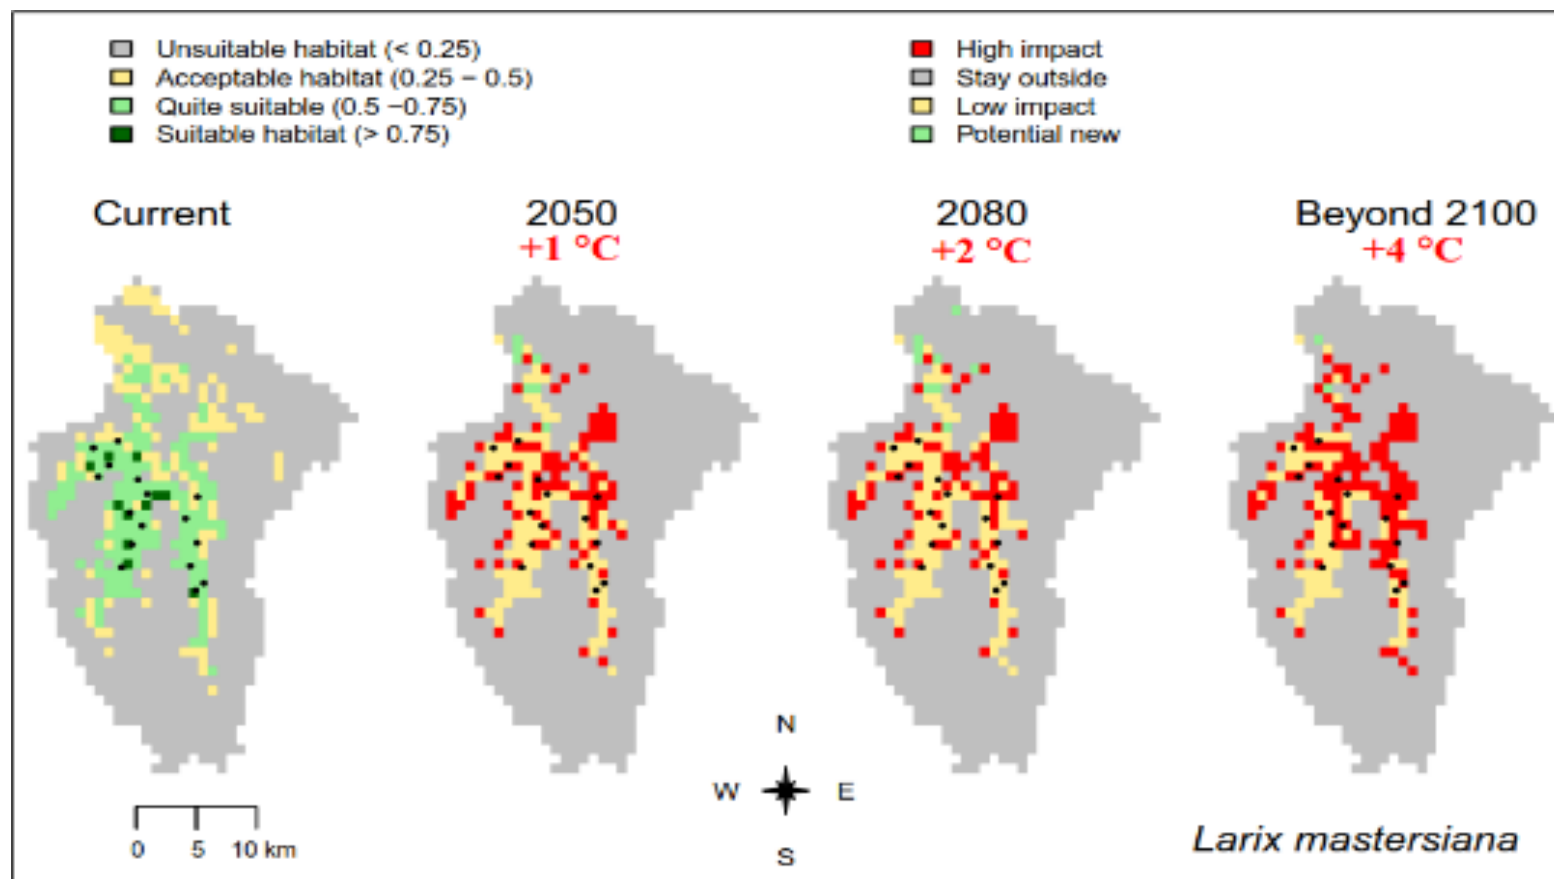 Unsuitable habitat (< 0.25)
Acceptable habitat (0.25 − 0.5)
Quite suitable (0.5 −0.75)
Suitable habitat (> 0.75)
High impact
Stay outside
Low impact
Potential new
Current
2050
+1 °C
2080
+2 °C
Beyond 2100
+4 °C
N
W E
S
0 5 10 km
Larix mastersiana